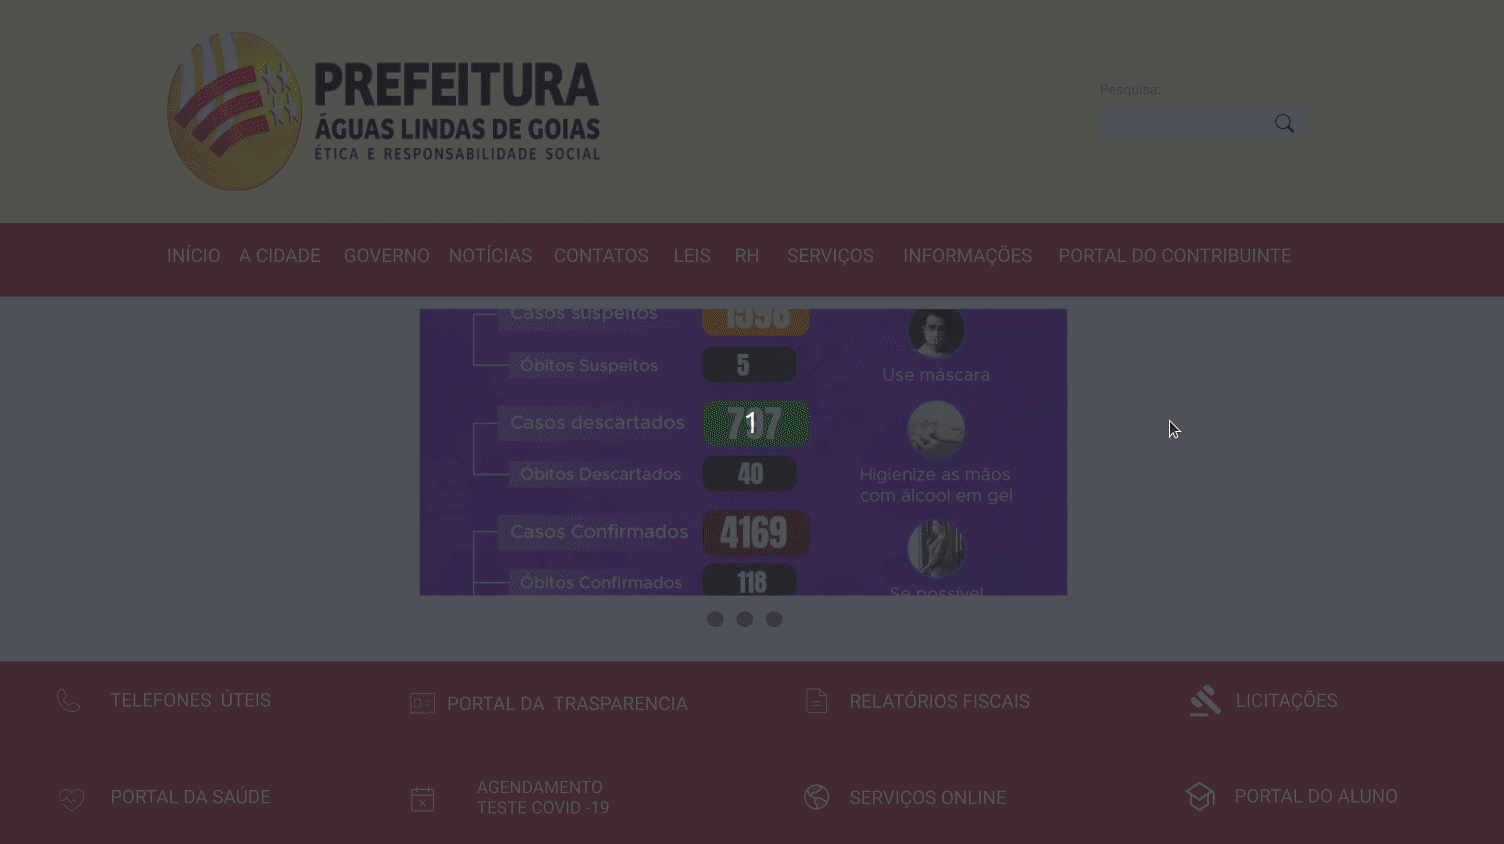 PREFEITURA
ÁGUAS LINDAS DE GOIAS
ÉTICA E RESPONSABILIDADE SOCIAL
Pesquisa:
INÍCIO A CIDADE GOVERNO NOTÍCIAS CONTATOS LEIS RH SERVIÇOS INFORMAÇÕES PORTAL DO CONTRIBUINTE
Casos suspeitos 1598
Óbitos Suspeitos 5
Use máscara
Casos descartados 797
1
Óbitos Descartados 40
Higienize as mãos
com álcool em gel
Casos Confirmados 4169
Óbitos Confirmados 118
Se possível
TELEFONES ÚTEIS
PORTAL DA TRASPARENCIA
RELATÓRIOS FISCAIS
LICITAÇÕES
PORTAL DA SAÚDE
AGENDAMENTO
TESTE COVID -19
SERVIÇOS ONLINE
PORTAL DO ALUNO